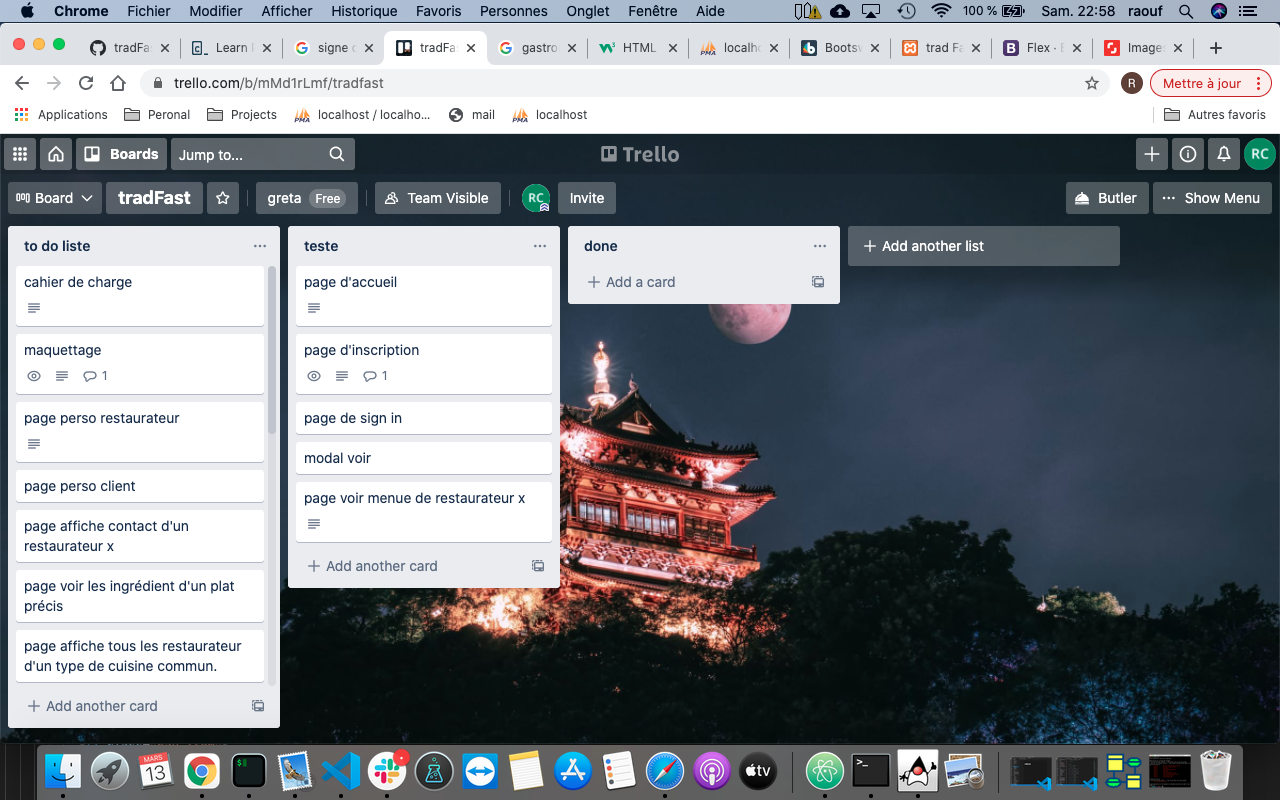 Chrome Fichier Modifier Afficher Historique Favoris Personnes Onglet Fenêtre Aide 100 % Sam. 22:58 raouf
tradFa Learn signe tradFas gastro HTML localho Bootsw trad Fa Flex - Image
trello.com/b/mMd1rLmf/tradfast R Mettre à jour
Applications Peronal Projects localhost / localho... mail localhost Autres favoris
Boards Jump to... Trello RC
Board tradFast greta Free Team Visible RC Invite Butler ... Show Menu
to do liste
cahier de charge
maquettage
1
page perso restaurateur
page perso client
page affiche contact d'un
restaurateur x
page voir les ingrédient d'un plat
précis
page affiche tous les restaurateur
d'un type de cuisine commun.
+ Add another card
teste
page d'accueil
page d'inscription
1
page de sign in
modal voir
page voir menue de restaurateur x
+ Add another card
done
+ Add a card
+ Add another list
MARS
13
tv